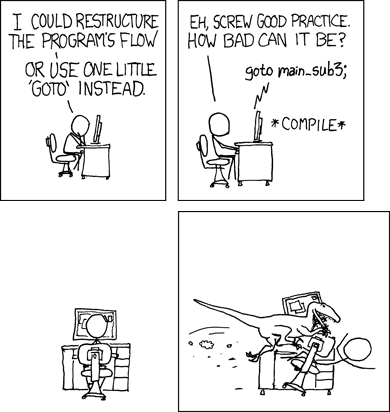 I COULD RESTRUCTURE
THE PROGRAM'S FLOW
OR USE ONE LITTLE
'GOTO' INSTEAD.
EH, SCREW GOOD PRACTICE.
HOW BAD CAN IT BE?
goto main_sub3;
*COMPILE*